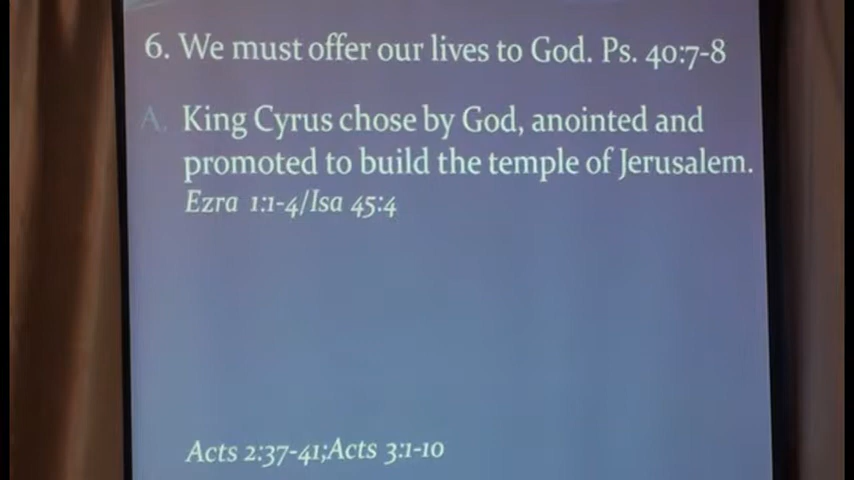 6. We must offer our lives to God. Ps. 40:7-8
A. King Cyrus chose by God, anointed and
promoted to build the temple of Jerusalem.
Ezra 1:1-4/Isa 45:4
Acts 2:37-41;Acts 3:1-10